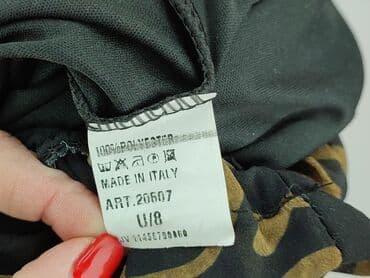 100% POLYESTER
MADE IN ITALY
ART.20607
U/8